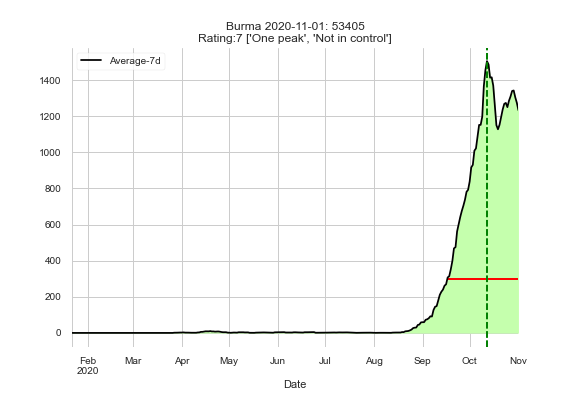 Burma 2020-11-01: 53405
Rating:7 ['One peak', 'Not in control']
Average-7d
1400
1200
1000
800
600
400
200
0
Feb Mar Apr May Jun Jul Aug Sep Oct Nov
2020
Date